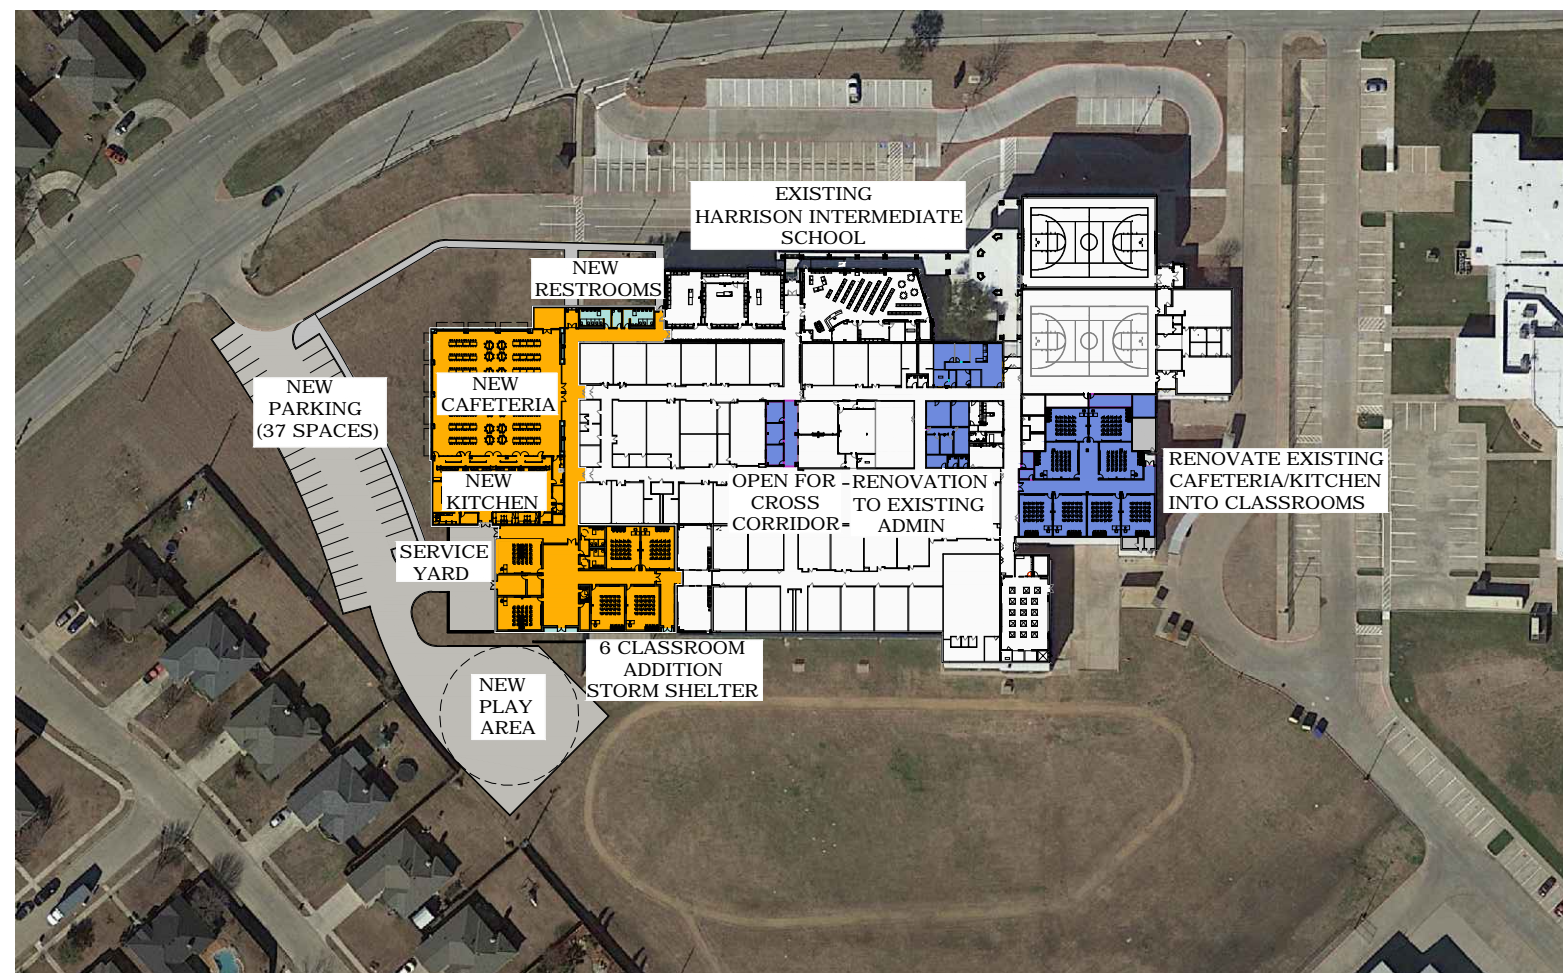 EXISTING
HARRISON INTERMEDIATE
SCHOOL
NEW
RESTROOMS
NEW
PARKING
(37 SPACES)
NEW
CAFETERIA
NEW
KITCHEN
OPEN FOR
CROSS
CORRIDOR
RENOVATION
TO EXISTING
ADMIN
RENOVATE EXISTING
CAFETERIA/KITCHEN
INTO CLASSROOMS
SERVICE
YARD
6 CLASSROOM
ADDITION
STORM SHELTER
NEW
PLAY
AREA